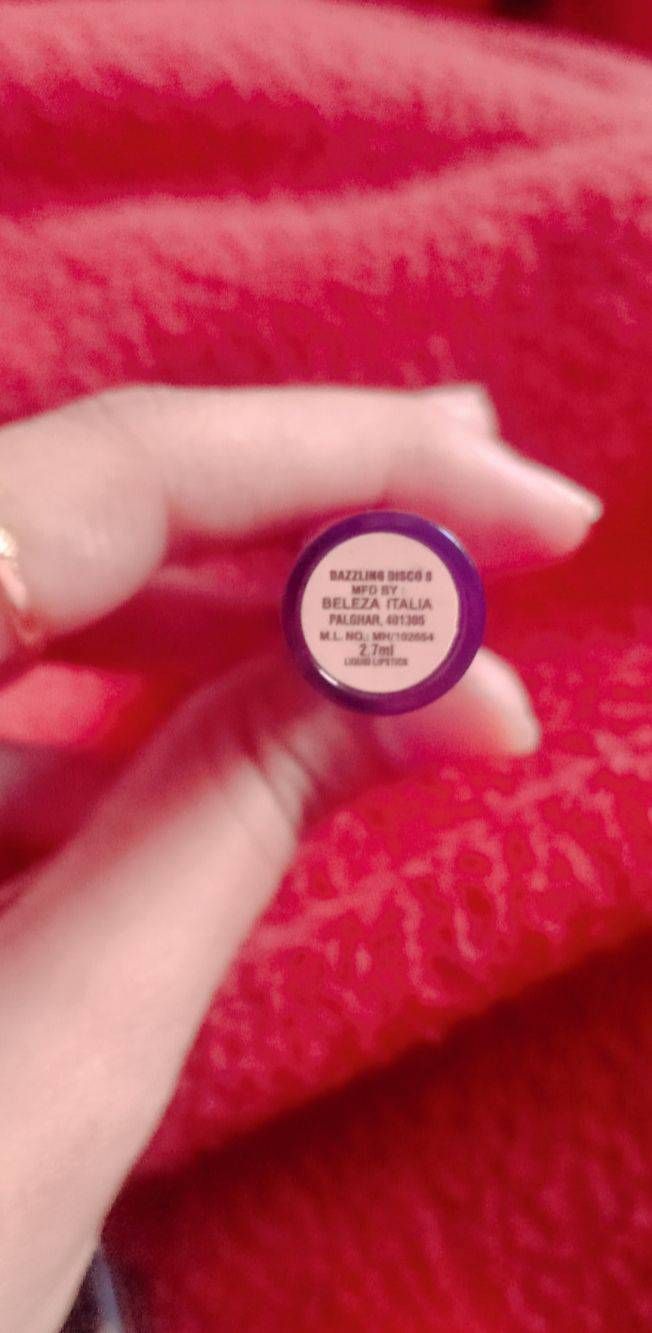 DAZZLING DISCO 8
MFD BY :
BELEZA ITALIA
PALGHAR, 401305
M.L. NO.: MH/102654
2.7ml
LIQUID LIPSTICK